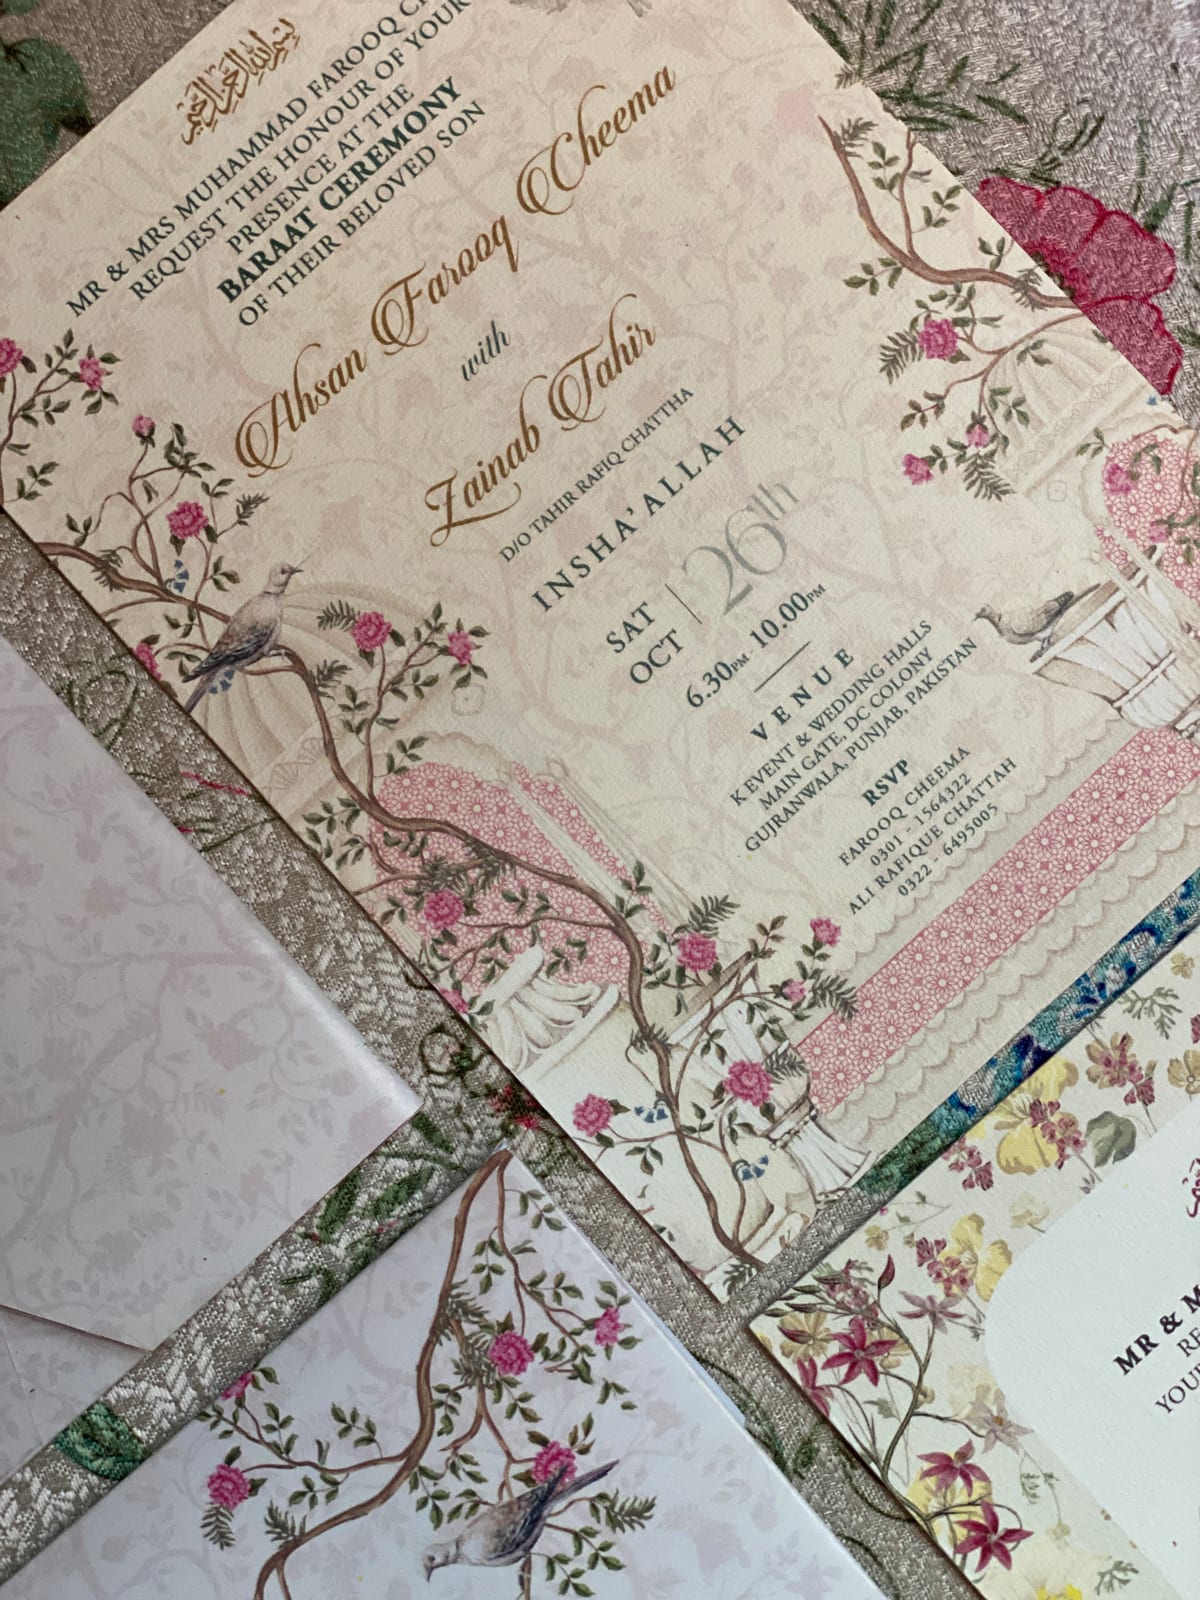 بسم الله الرحمن الرحيم
MR & MRS MUHAMMAD FAROOQ
REQUEST THE HONOUR OF YOUR
PRESENCE AT THE
BARAAT CEREMONY
OF THEIR BELOVED SON
Ahsan Farooq Cheema
with
Zainab Tahir
D/O TAHIR RAFIQ CHATTHA
INSHA'ALLAH
SAT
OCT
26th
6.30PM - 10.00PM
VENUE
K EVENT & WEDDING HALLS
MAIN GATE, DC COLONY
GUJRANWALA, PUNJAB, PAKISTAN
RSVP
FAROOQ CHEEMA
0301 - 1564322
ALI RAFIQUE CHATTAH
0322 - 6495005
MR & M
RE
YOU